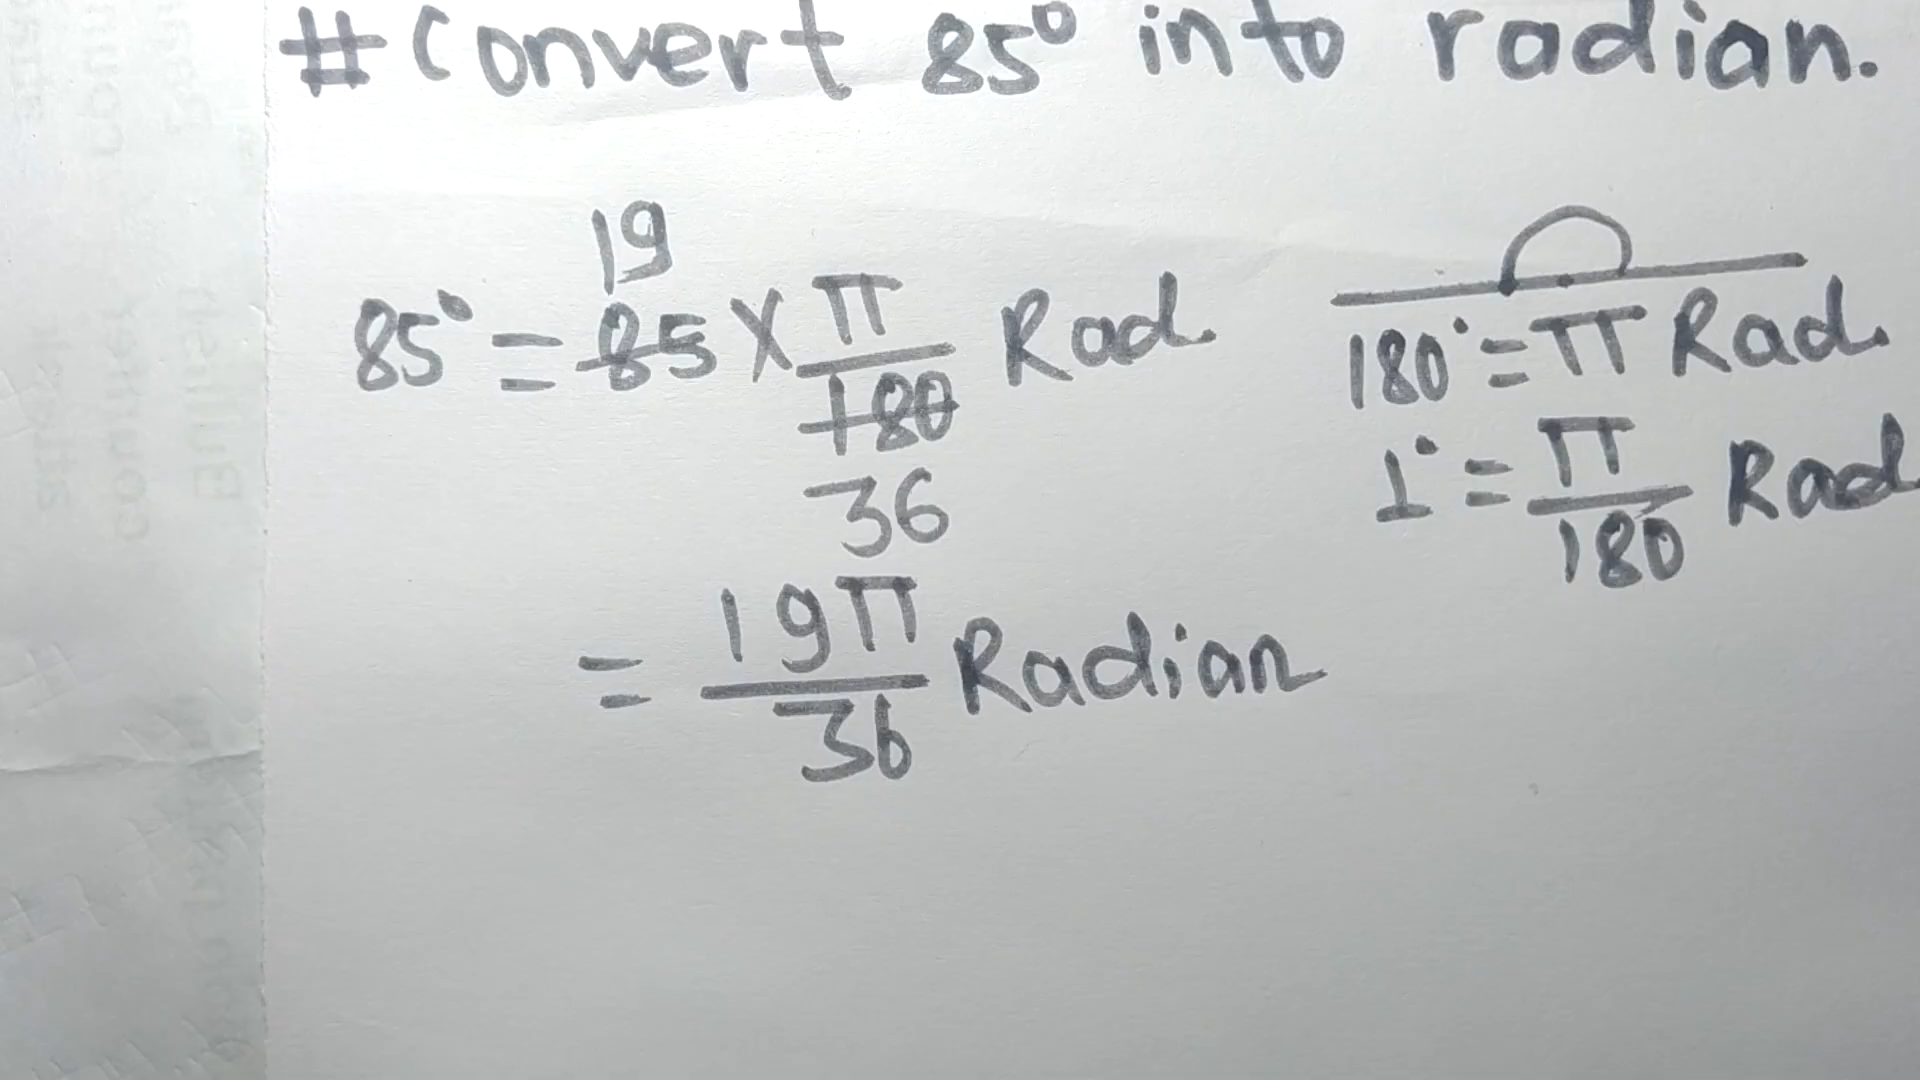 #Convert 85° into radian.
19
85° = 85 X π/180 Rad.
36
= 19π/36 Radian
180° = π Rad.
1° = π/180 Rad